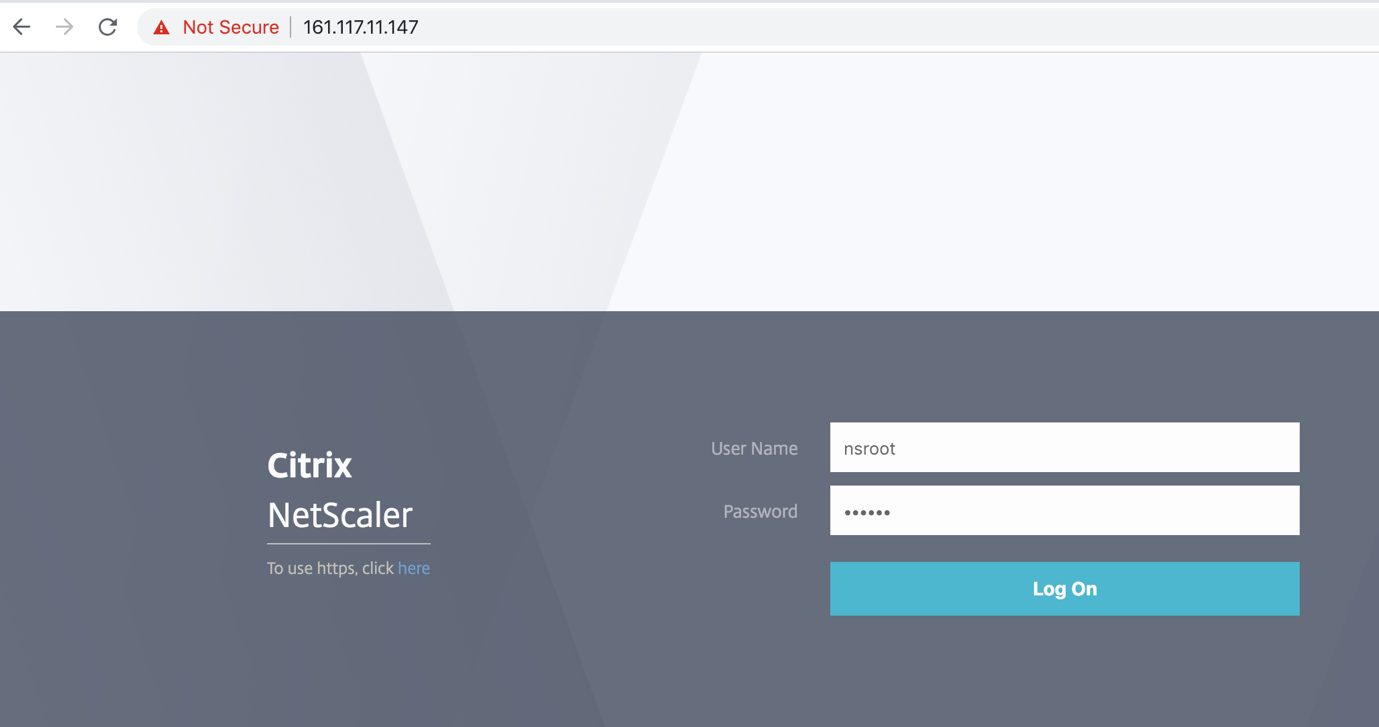 Not Secure 161.117.11.147
User Name nsroot
Citrix
NetScaler
Password ••••••
To use https, click here
Log On